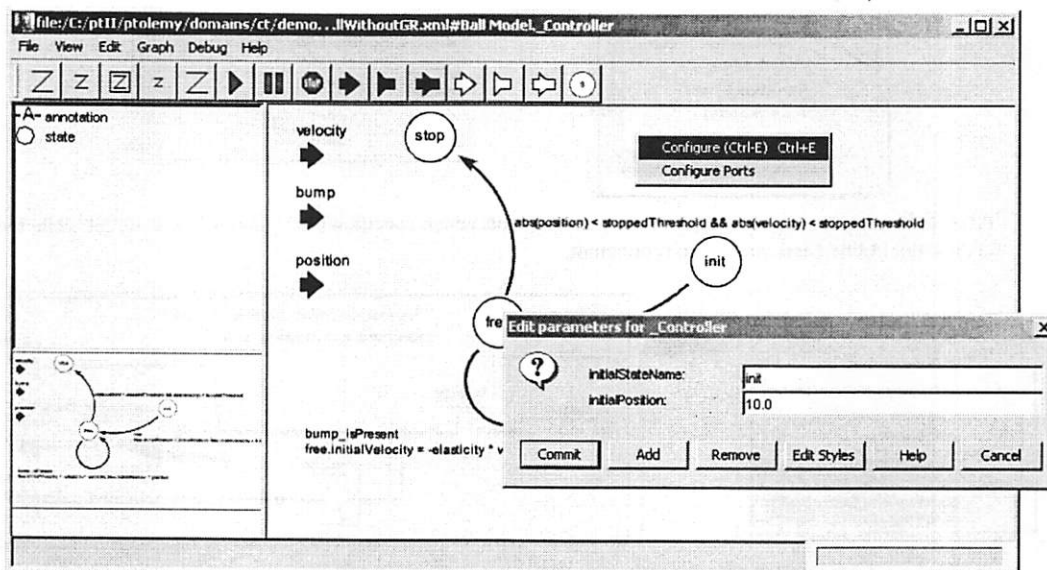 file:/C:/ptII/ptolemy/domains/ct/demo. ..llWithoutGR.xml#Ball Model._Controller
File View Edit Graph Debug Help
-A- annotation
state
velocity
stop
Configure (Ctrl-E) Ctrl+E
Configure Ports
bump
abs(position) < stoppedThreshold && abs(velocity) < stoppedThreshold
position
init
fre
Edit parameters for _Controller
initialStateName:
init
initialPosition:
10.0
bump_isPresent
free.initialVelocity = -elasticity * v
Commit Add Remove Edit Styles Help Cancel